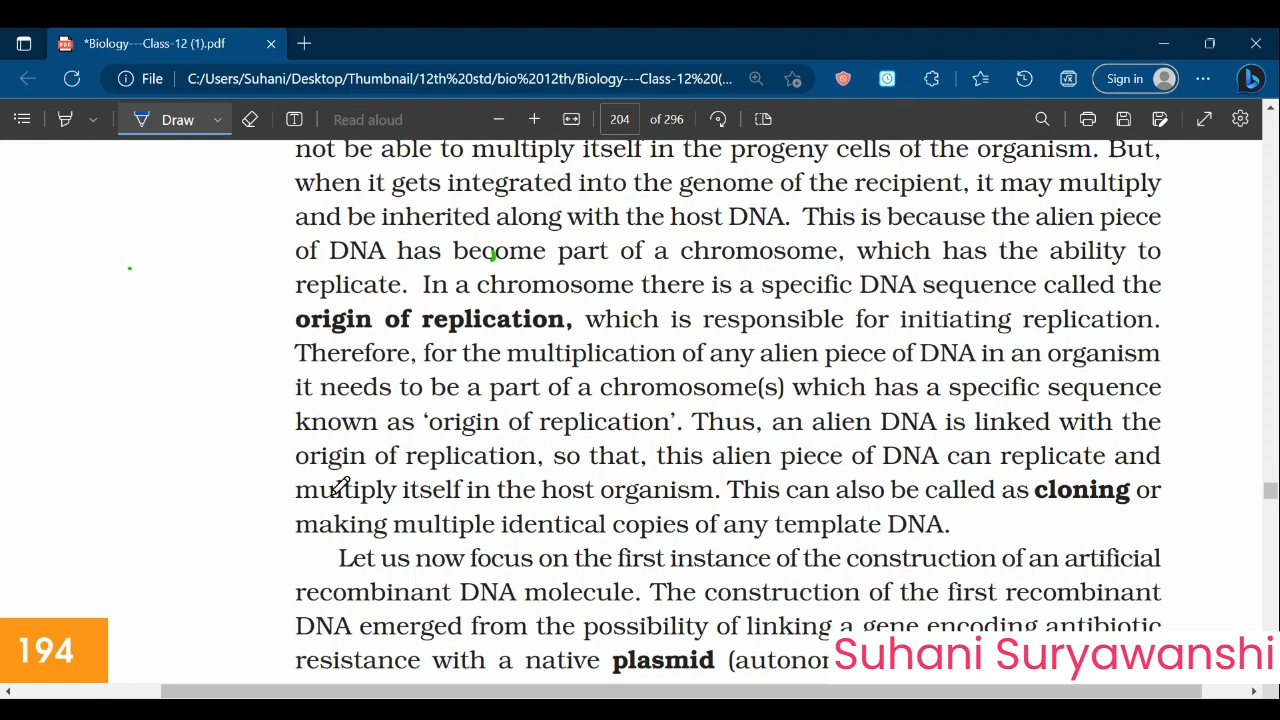 *Biology---Class-12 (1).pdf
File
C:/Users/Suhani/Desktop/Thumbnail/12th%20std/bio%2012th/Biology---Class-12%20(...
Sign in
Draw
Read aloud
204 of 296
not be able to multiply itself in the progeny cells of the organism. But,
when it gets integrated into the genome of the recipient, it may multiply
and be inherited along with the host DNA. This is because the alien piece
of DNA has become part of a chromosome, which has the ability to
replicate. In a chromosome there is a specific DNA sequence called the
origin of replication, which is responsible for initiating replication.
Therefore, for the multiplication of any alien piece of DNA in an organism
it needs to be a part of a chromosome(s) which has a specific sequence
known as ‘origin of replication’. Thus, an alien DNA is linked with the
origin of replication, so that, this alien piece of DNA can replicate and
multiply itself in the host organism. This can also be called as cloning or
making multiple identical copies of any template DNA.
Let us now focus on the first instance of the construction of an artificial
recombinant DNA molecule. The construction of the first recombinant
DNA emerged from the possibility of linking a gene encoding antibiotic
resistance with a native plasmid (autonor
194
Suhani Suryawanshi